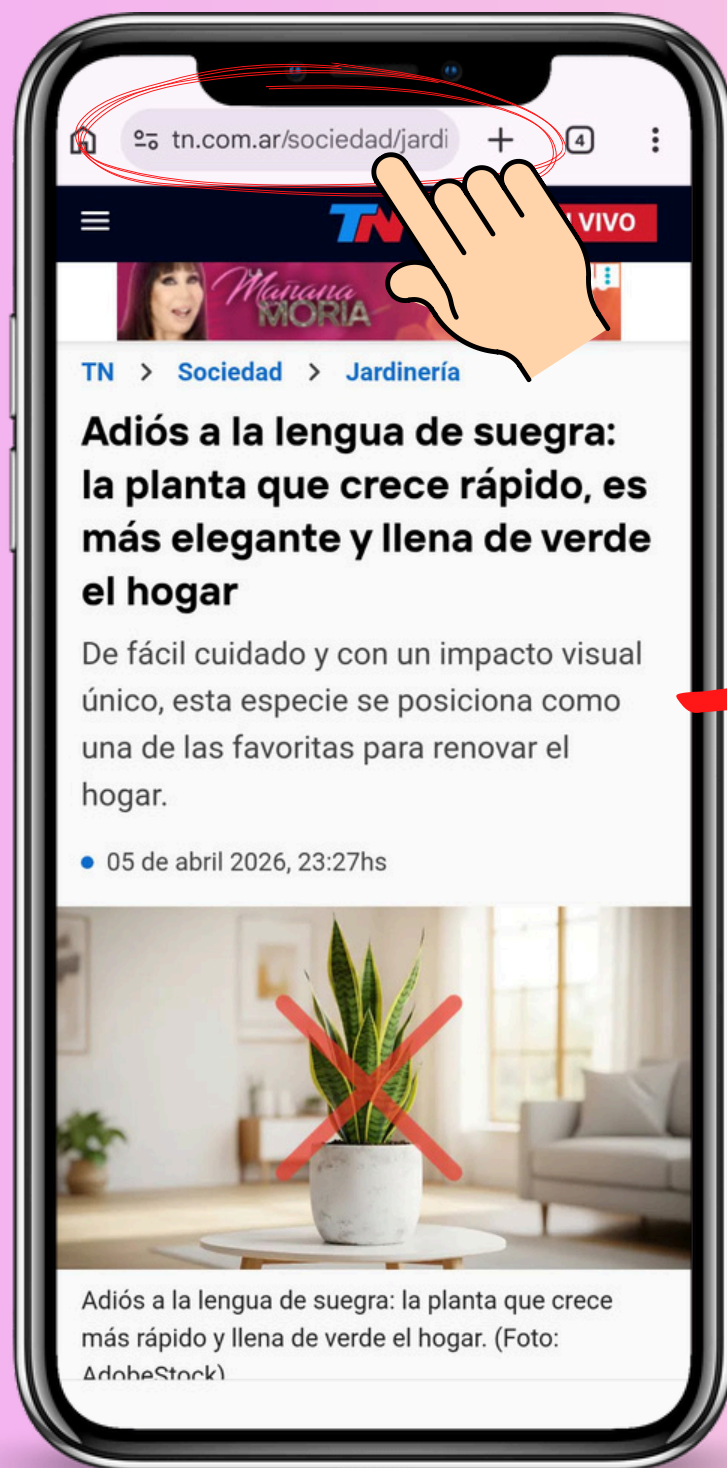 tn.com.ar/sociedad/jardi
4
TN
VIVO
LA
Mañana
MORIA
TN > Sociedad > Jardinería
Adiós a la lengua de suegra:
la planta que crece rápido, es
más elegante y llena de verde
el hogar
De fácil cuidado y con un impacto visual
único, esta especie se posiciona como
una de las favoritas para renovar el
hogar.
05 de abril 2026, 23:27hs
Adiós a la lengua de suegra: la planta que crece
más rápido y llena de verde el hogar. (Foto:
AdobeStock)